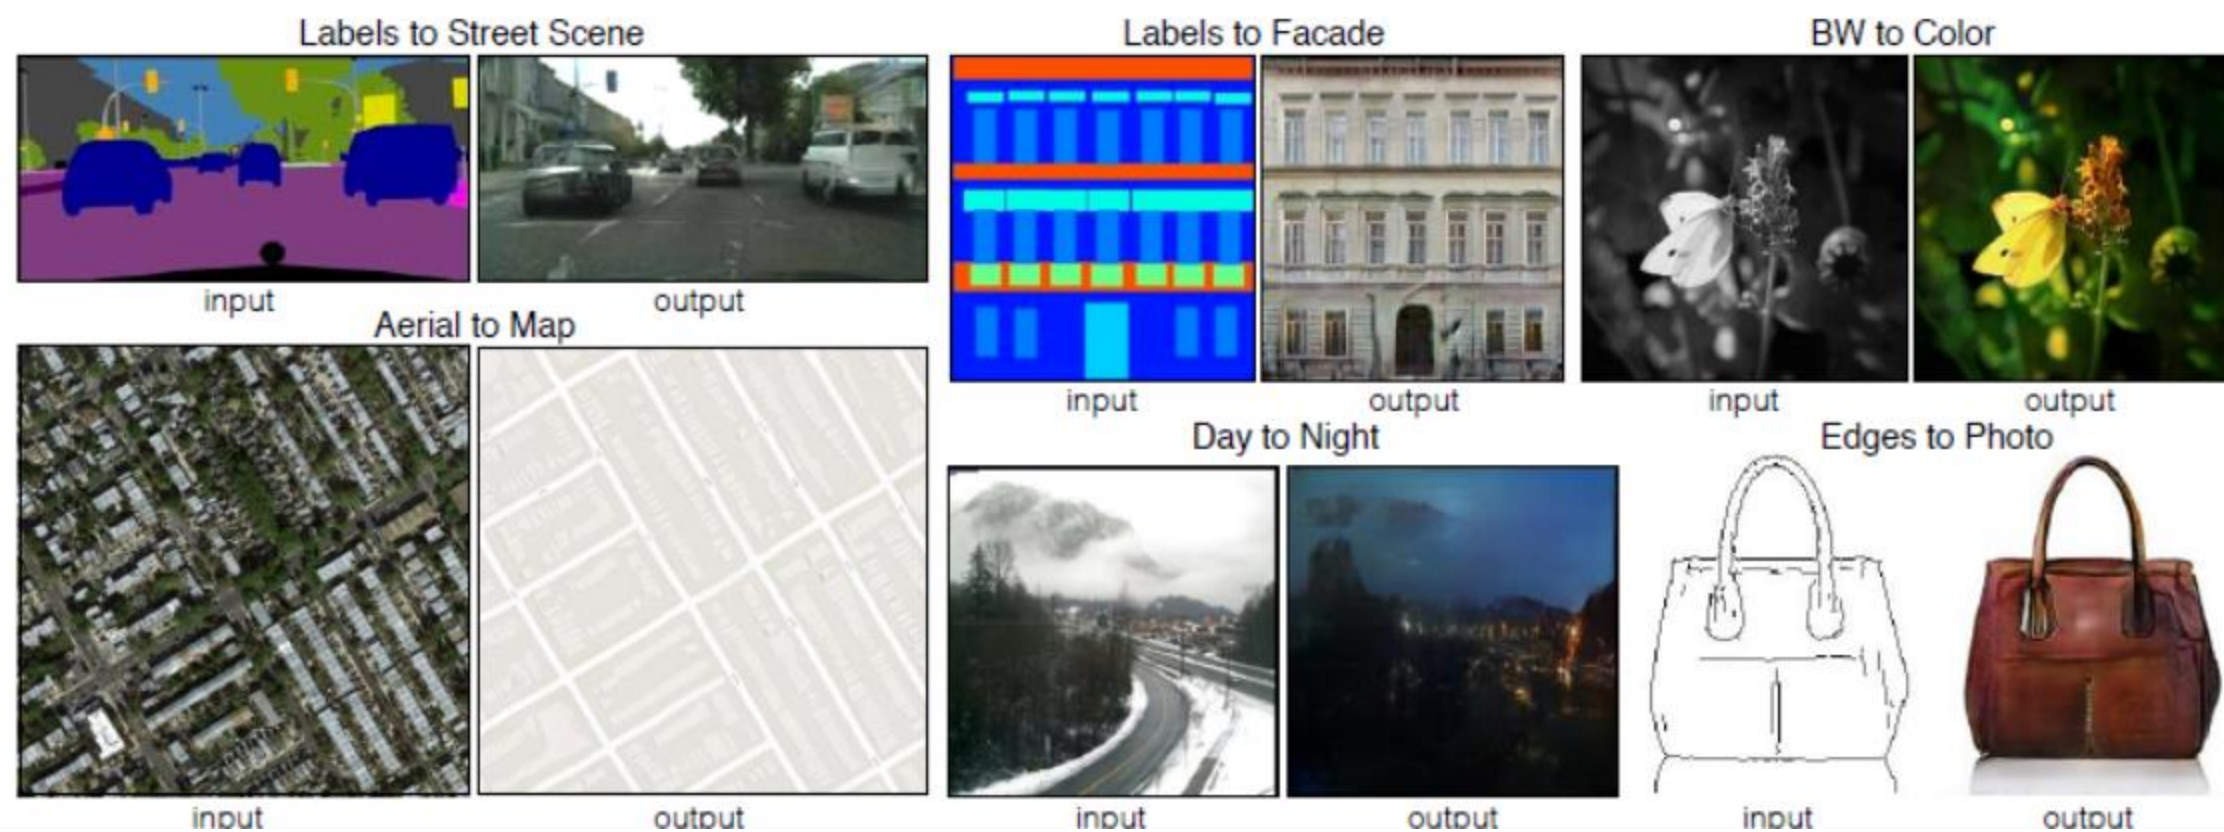 Labels to Street Scene
input
output
Aerial to Map
input
output
Labels to Facade
input
output
BW to Color
input
output
Day to Night
input
output
Edges to Photo
input
output